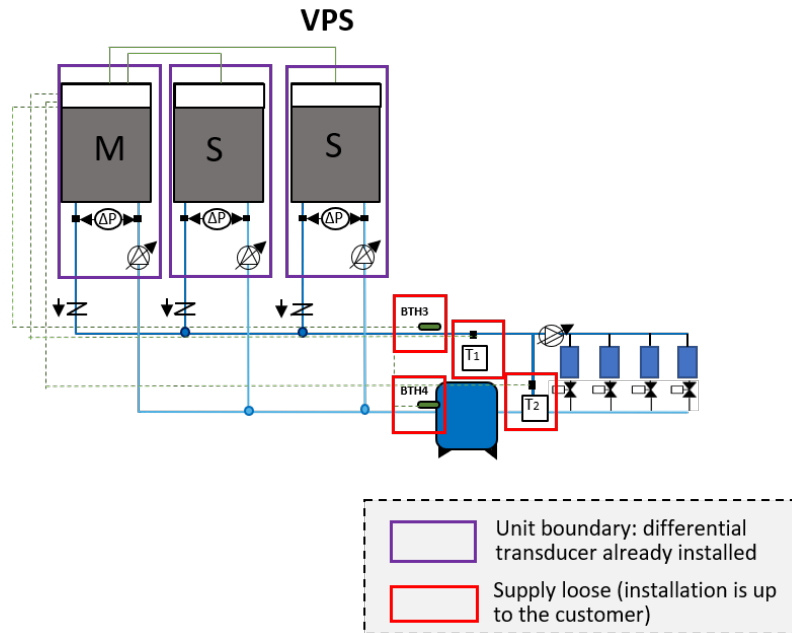 VPS
M
S
S
ΔP
ΔP
ΔP
BTH3
T1
BTH4
T2
Unit boundary: differential
transducer already installed
Supply loose (installation is up
to the customer)